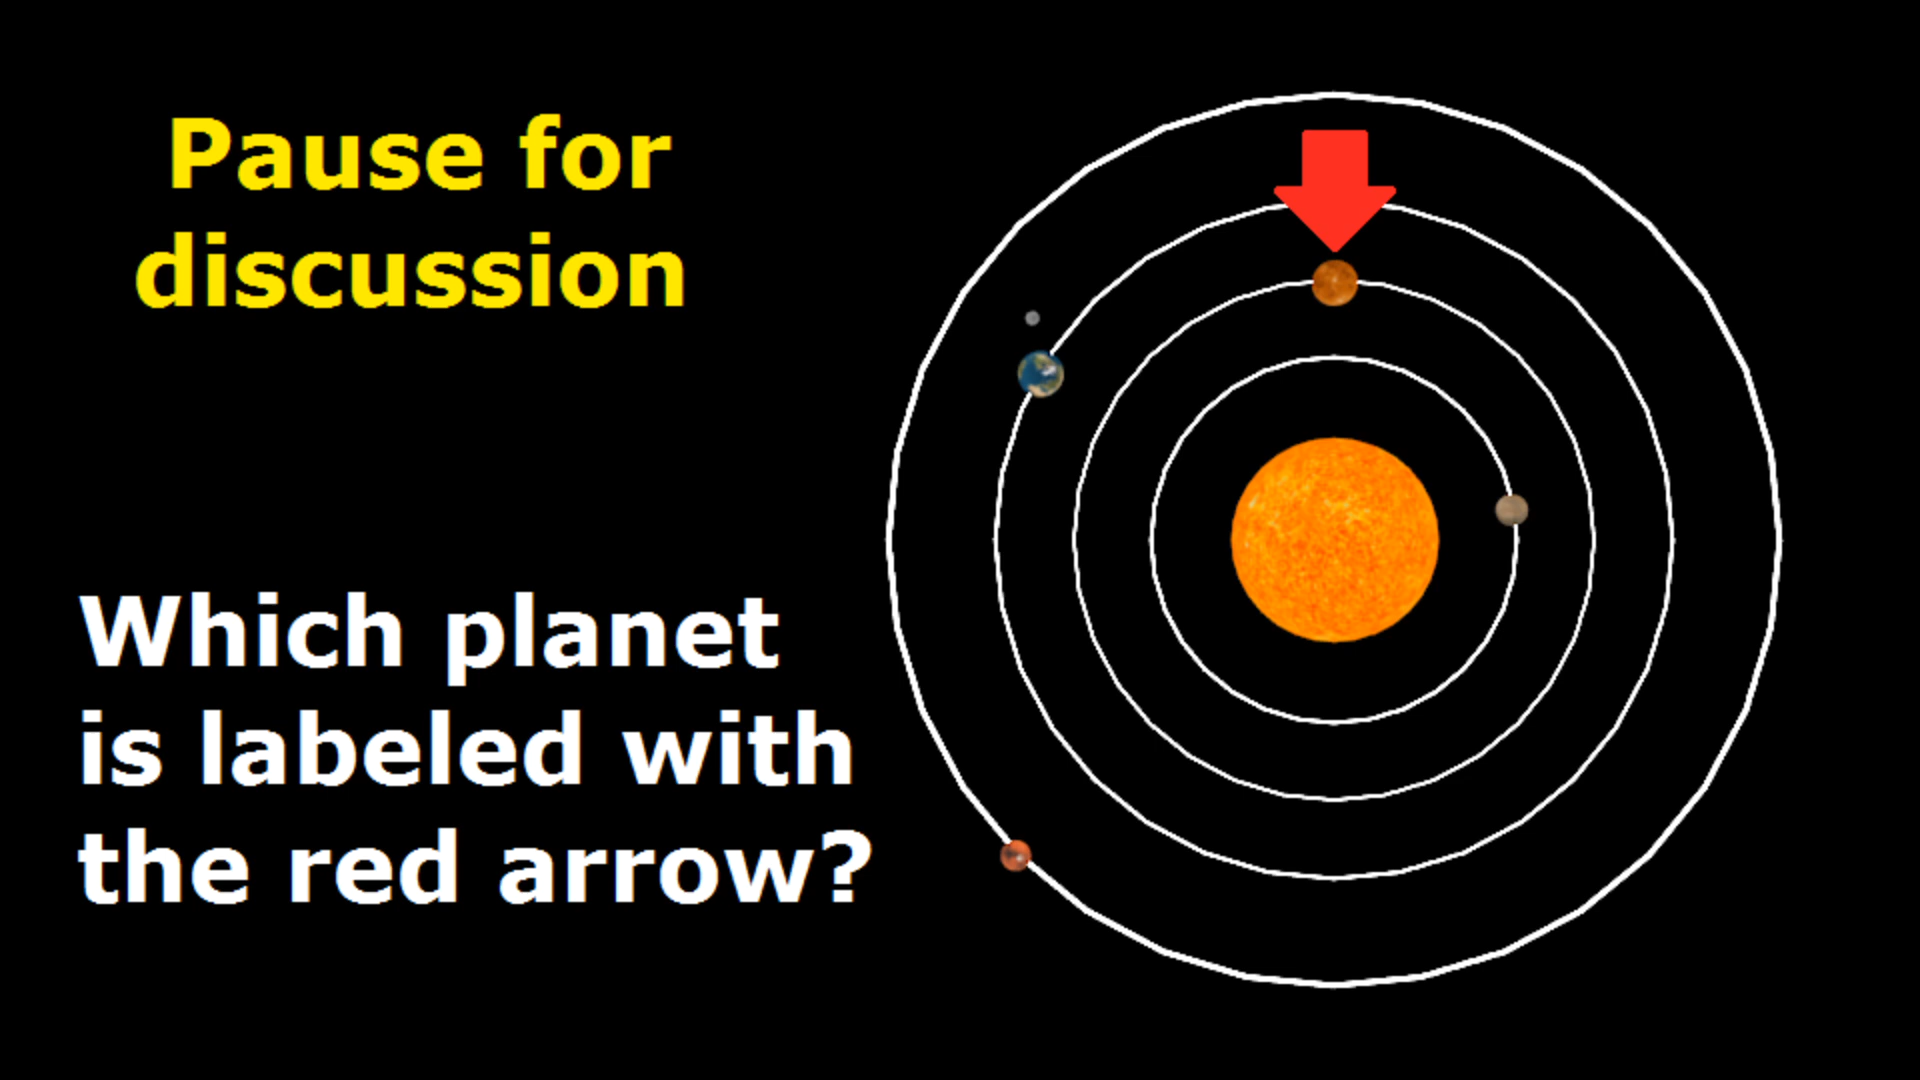 Pause for
discussion
Which planet
is labeled with
the red arrow?